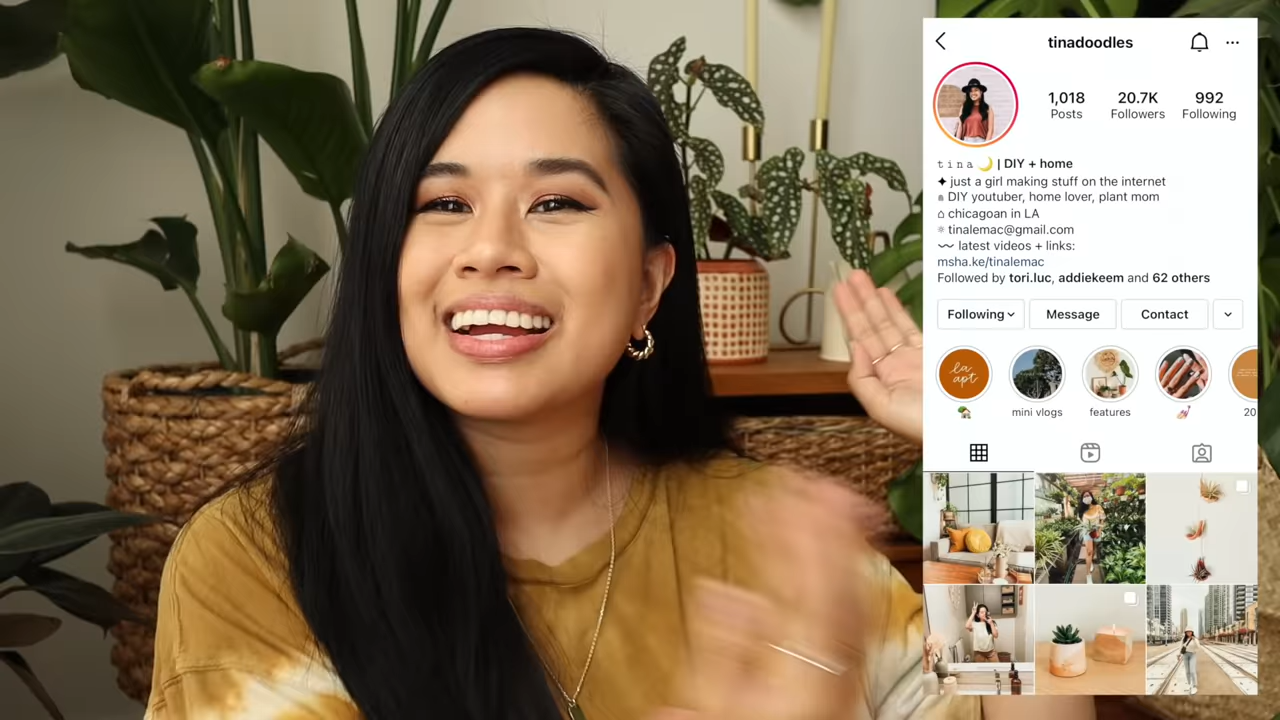 tinadoodles
1,018 20.7K 992
Posts Followers Following
t i n a 🌙 | DIY + home
✦ just a girl making stuff on the internet
DIY youtuber, home lover, plant mom
⌂ chicagoan in LA
☼ tinalemac@gmail.com
〰 latest videos + links:
msha.ke/tinalemac
Followed by tori.luc, addiekeem and 62 others
Following Message Contact
la
apt
mini vlogs features 20